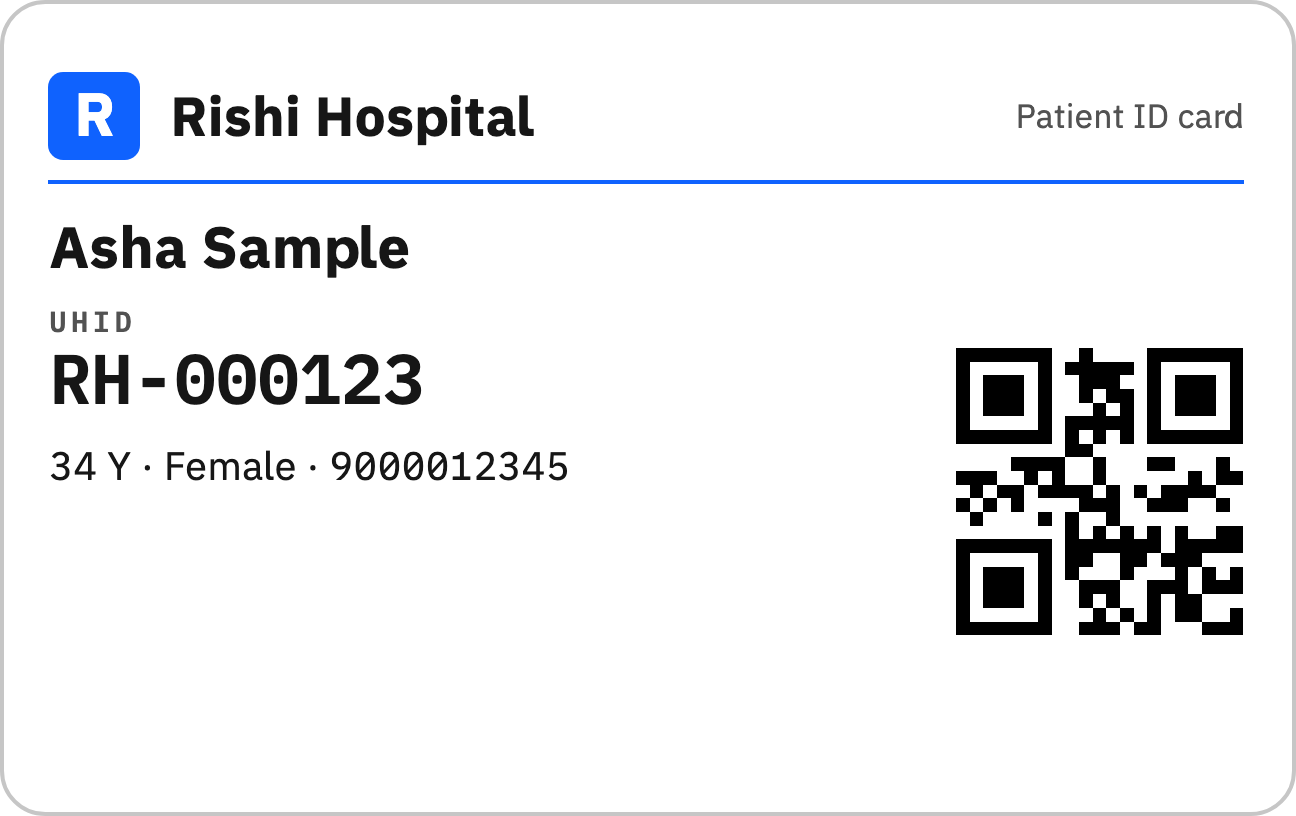 R Rishi Hospital Patient ID card
Asha Sample
UHID
RH-000123
34 Y · Female · 9000012345